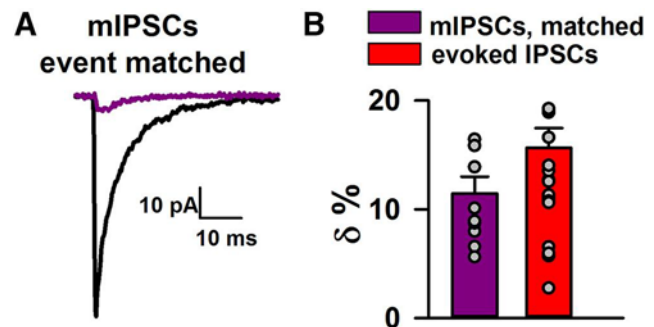 A
mIPSCs
event matched
10 pA
10 ms
B
mIPSCs, matched
evoked IPSCs
δ %
20
10
0